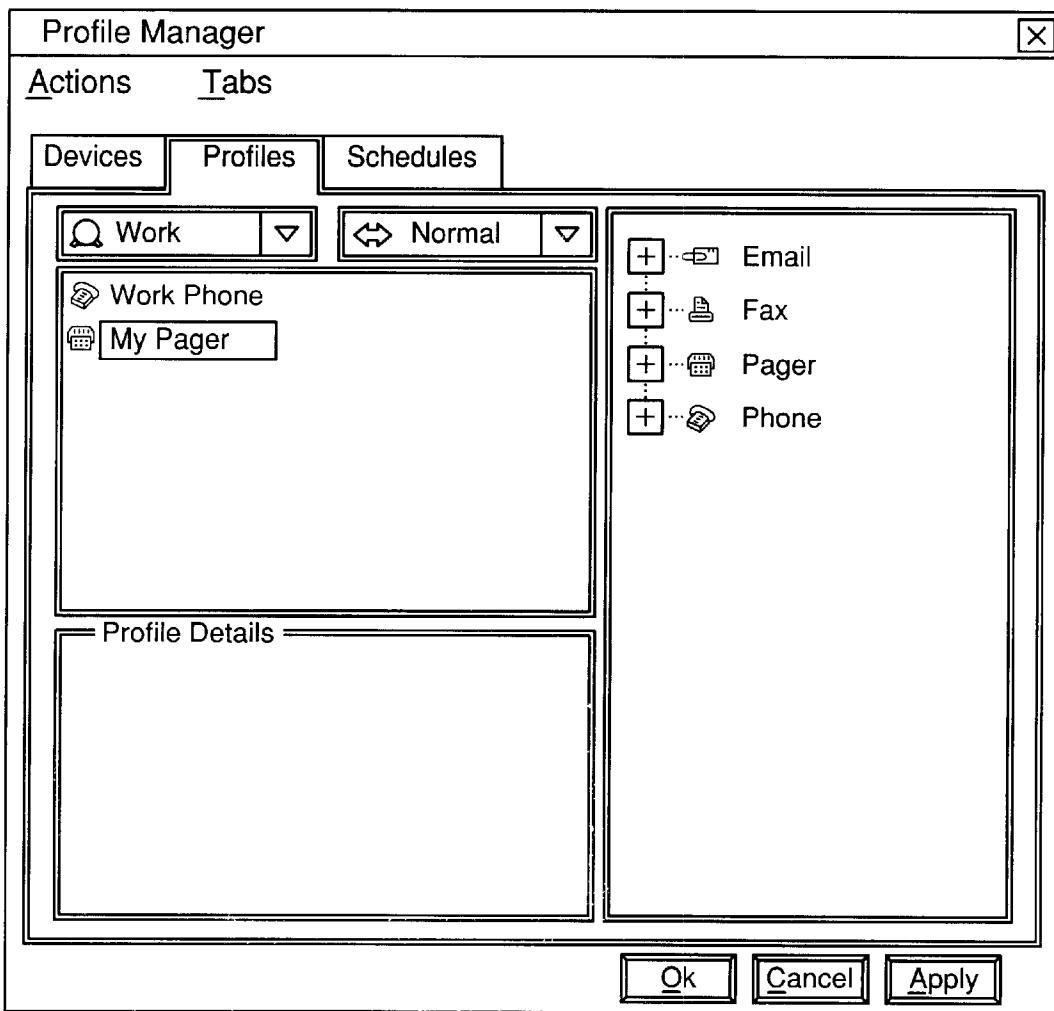 Profile Manager
Actions Tabs
Devices Profiles Schedules
Work Normal
Work Phone
My Pager
Profile Details
Email
Fax
Pager
Phone
Ok Cancel Apply